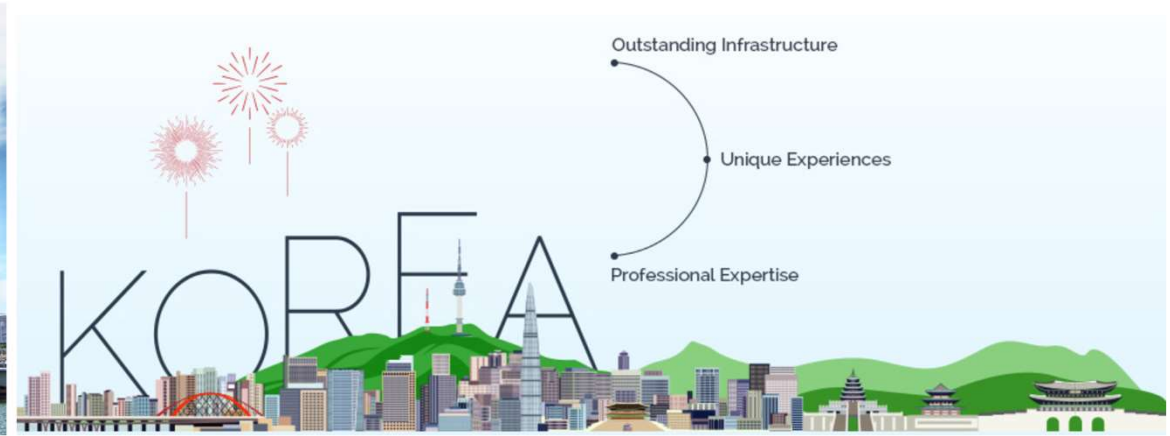 Outstanding Infrastructure
Unique Experiences
KOREA
Professional Expertise